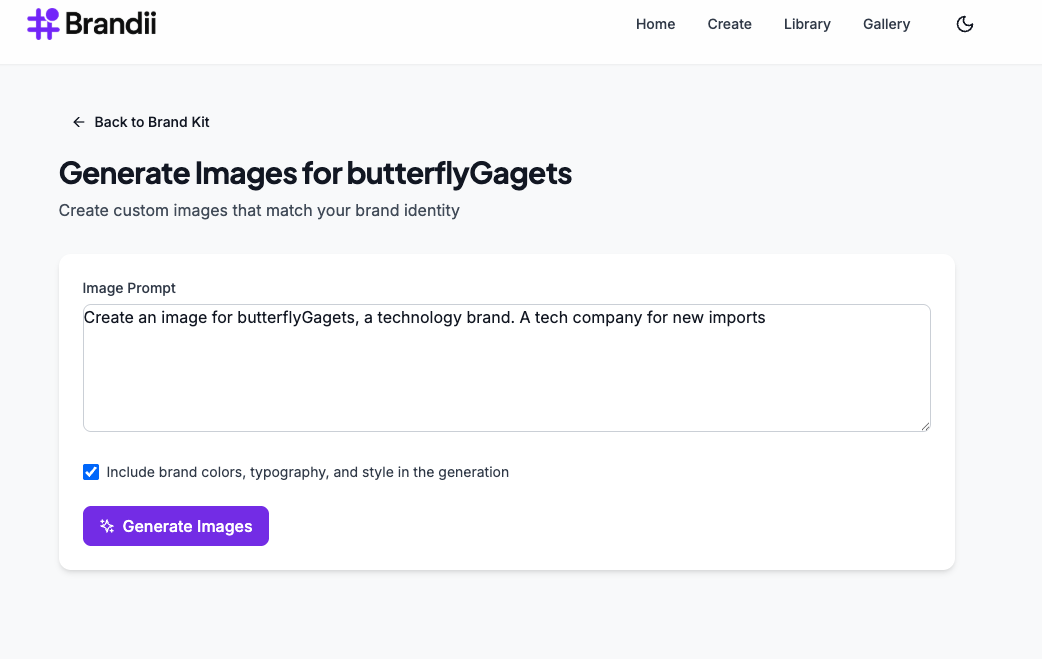 Brandii
Home Create Library Gallery
Back to Brand Kit
Generate Images for butterflyGagets
Create custom images that match your brand identity
Image Prompt
Create an image for butterflyGagets, a technology brand. A tech company for new imports
Include brand colors, typography, and style in the generation
Generate Images